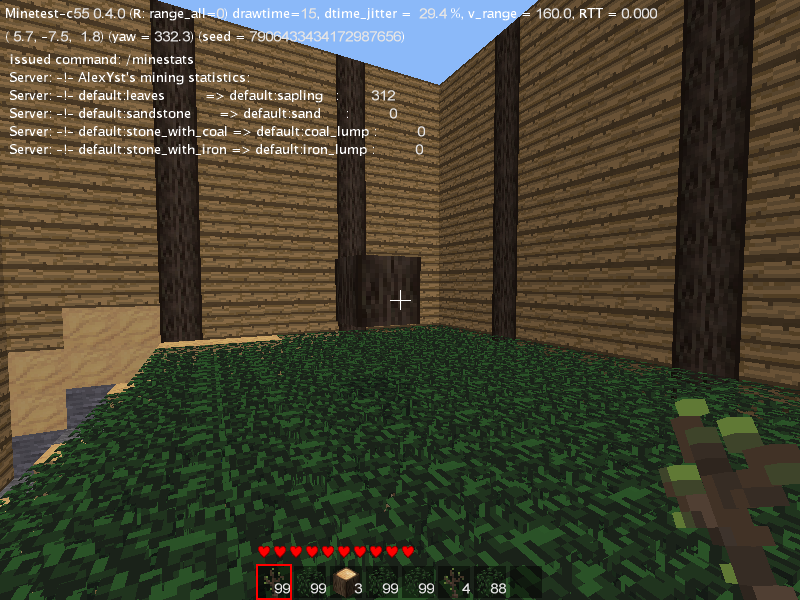 Minetest-c55 0.4.0 (R: range_all=0) drawtime=15, dtime_jitter = 29.4 %, v_range = 160.0, RTT = 0.000
( 5.7, -7.5, 1.8) (yaw = 332.3) (seed = 7906433434172987656)
issued command: /minestats
Server: -!- AlexYst's mining statistics:
Server: -!- default:leaves => default:sapling : 312
Server: -!- default:sandstone => default:sand : 0
Server: -!- default:stone_with_coal => default:coal_lump : 0
Server: -!- default:stone_with_iron => default:iron_lump : 0
99 99 3 99 99 4 88